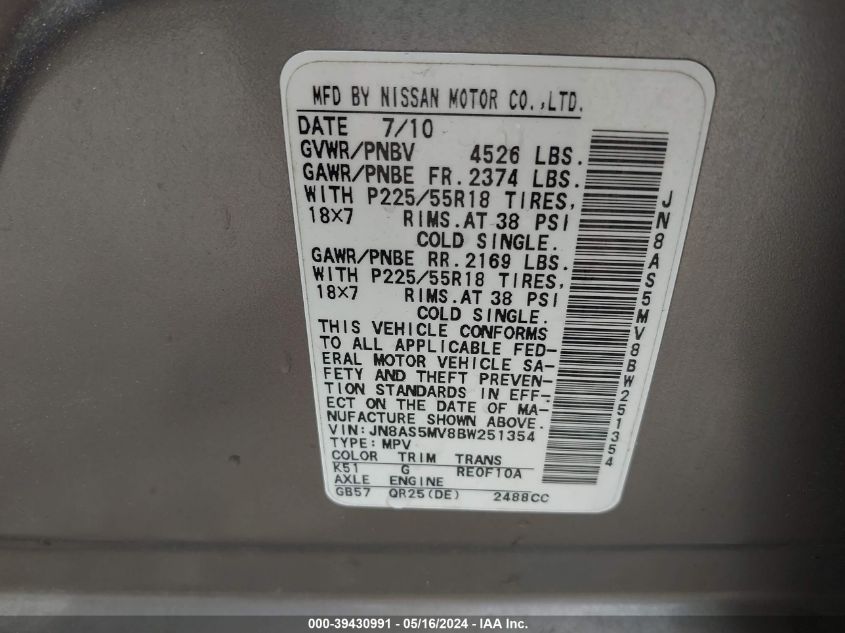 MFD BY NISSAN MOTOR CO.,LTD.
DATE 7/10
GVWR/PNBV 4526 LBS.
GAWR/PNBE FR. 2374 LBS.
WITH P225/55R18 TIRES,
18X7 RIMS.AT 38 PSI
COLD SINGLE.
GAWR/PNBE RR. 2169 LBS.
WITH P225/55R18 TIRES,
18X7 RIMS.AT 38 PSI
COLD SINGLE.
THIS VEHICLE CONFORMS
TO ALL APPLICABLE FED-
ERAL MOTOR VEHICLE SA-
FETY AND THEFT PREVEN-
TION STANDARDS IN EFF-
ECT ON THE DATE OF MA-
NUFACTURE SHOWN ABOVE.
VIN: JN8AS5MV8BW251354
TYPE: MPV
COLOR TRIM TRANS
K51 G RE0F10A
AXLE ENGINE
GB57 QR25(DE) 2488CC
JN8AS5MV8BW251354
000-39430991 - 05/16/2024 - IAA Inc.